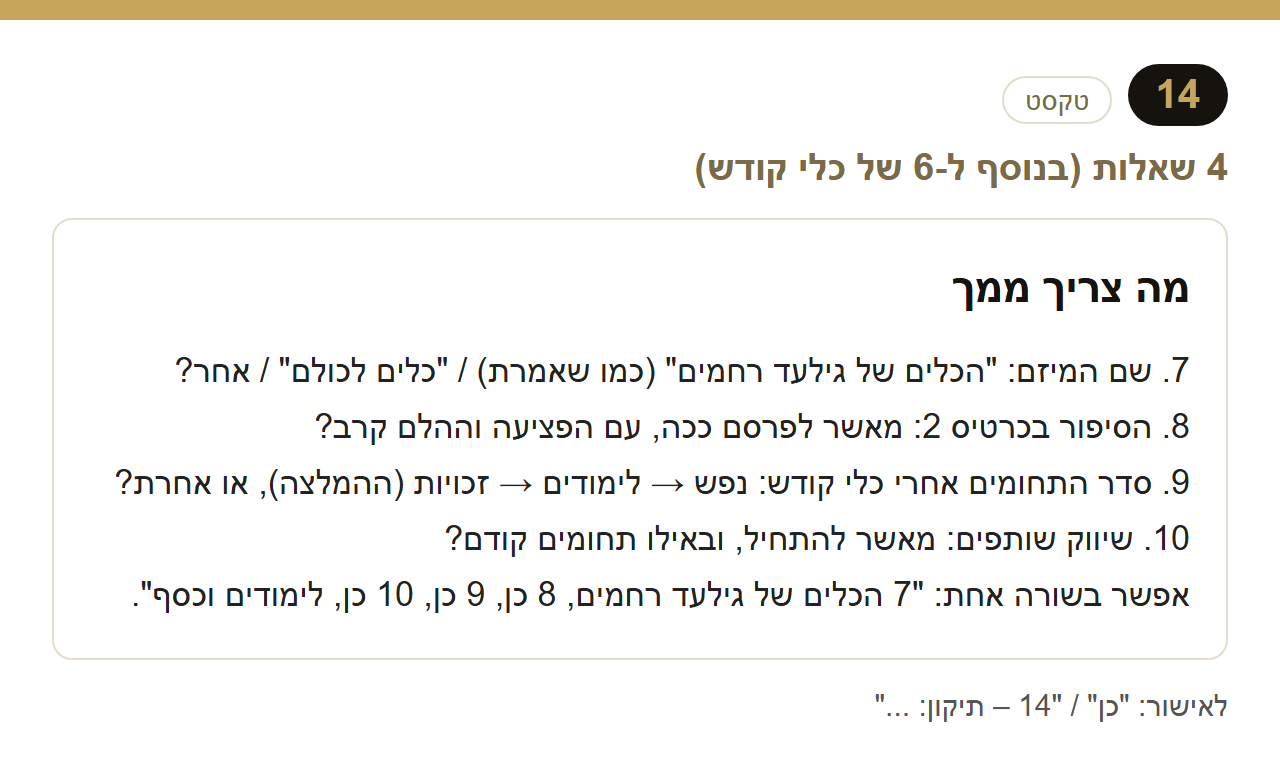 14
טקסט
4 שאלות (בנוסף ל-6 של כלי קודש)
מה צריך ממך
7. שם המיזם: "הכלים של גילעד רחמים" (כמו שאמרת) / "כלים לכולם" / אחר?
8. הסיפור בכרטיס 2: מאשר לפרסם ככה, עם הפציעה וההלם קרב?
9. סדר התחומים אחרי כלי קודש: נפש → לימודים → זכויות (ההמלצה), או אחרת?
10. שיווק שותפים: מאשר להתחיל, ובאילו תחומים קודם?
אפשר בשורה אחת: "7 הכלים של גילעד רחמים, 8 כן, 9 כן, 10 כן, לימודים וכסף".
לאישור: "כן" / "14 – תיקון: ..."